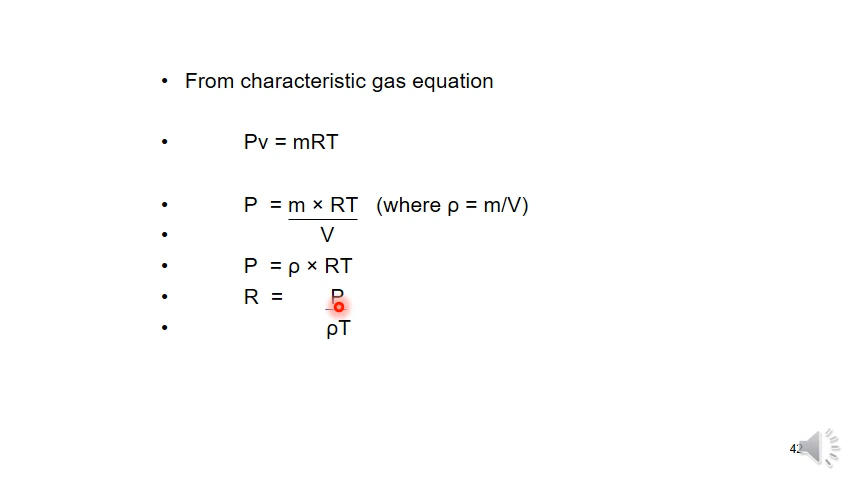 • From characteristic gas equation
• Pv = mRT
• P = m × RT (where ρ = m/V)
• V
• P = ρ × RT
• R = P
• ρT
42